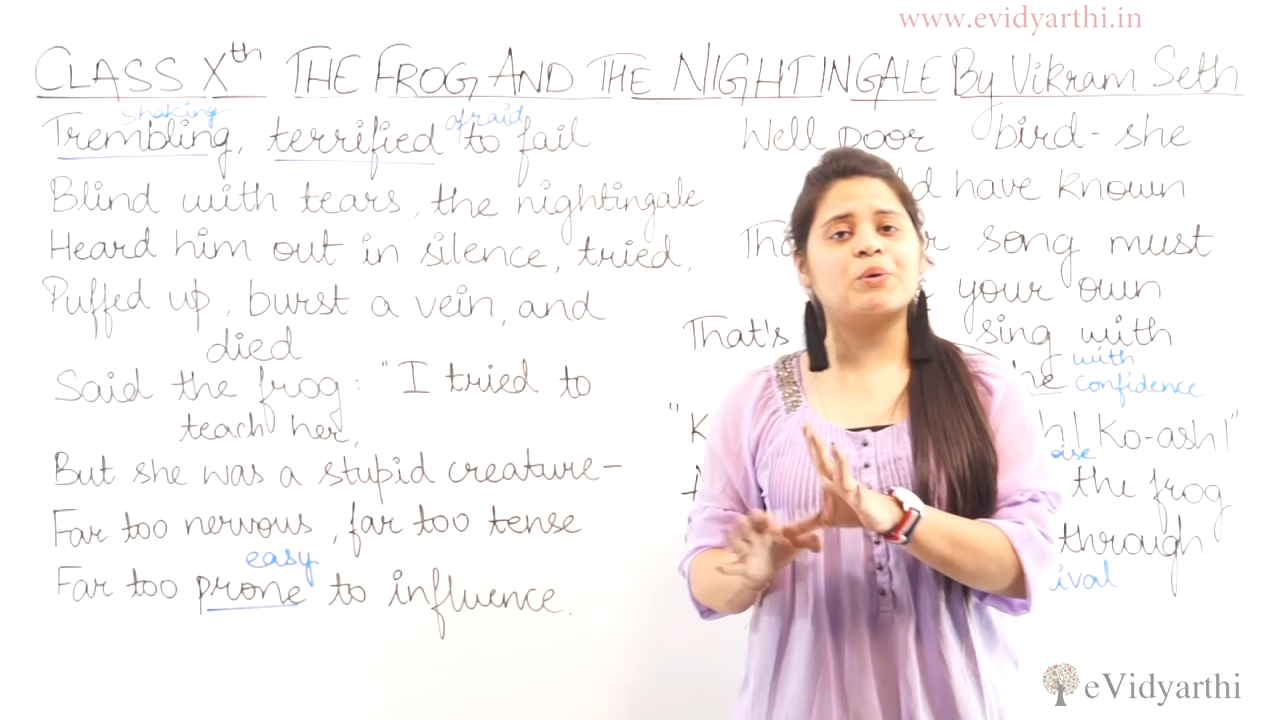 www.evidyarthi.in
CLASS Xth THE FROG AND THE NIGHTINGALE By Vikram Seth
shaking
afraid
Trembling, terrified to fail
Blind with tears, the nightingale
Heard him out in silence, tried,
Puffed up, burst a vein, and
died.
Said the frog: "I tried to
teach her,
But she was a stupid creature—
Far too nervous, far too tense
easy
Far too prone to influence.
Well poor bird - she
have known
song must
your own
That's sing with
with
confidence
"K Ko-ash!"
the frog
through
eVidyarthi